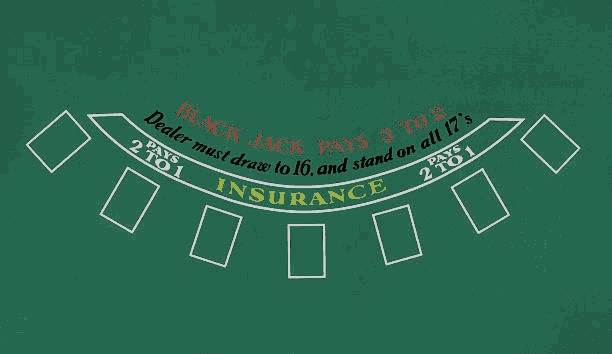 BLACK JACK PAYS 3 TO 2
Dealer must draw to 16, and stand on all 17's
PAYS
2 TO 1
INSURANCE
PAYS
2 TO 1